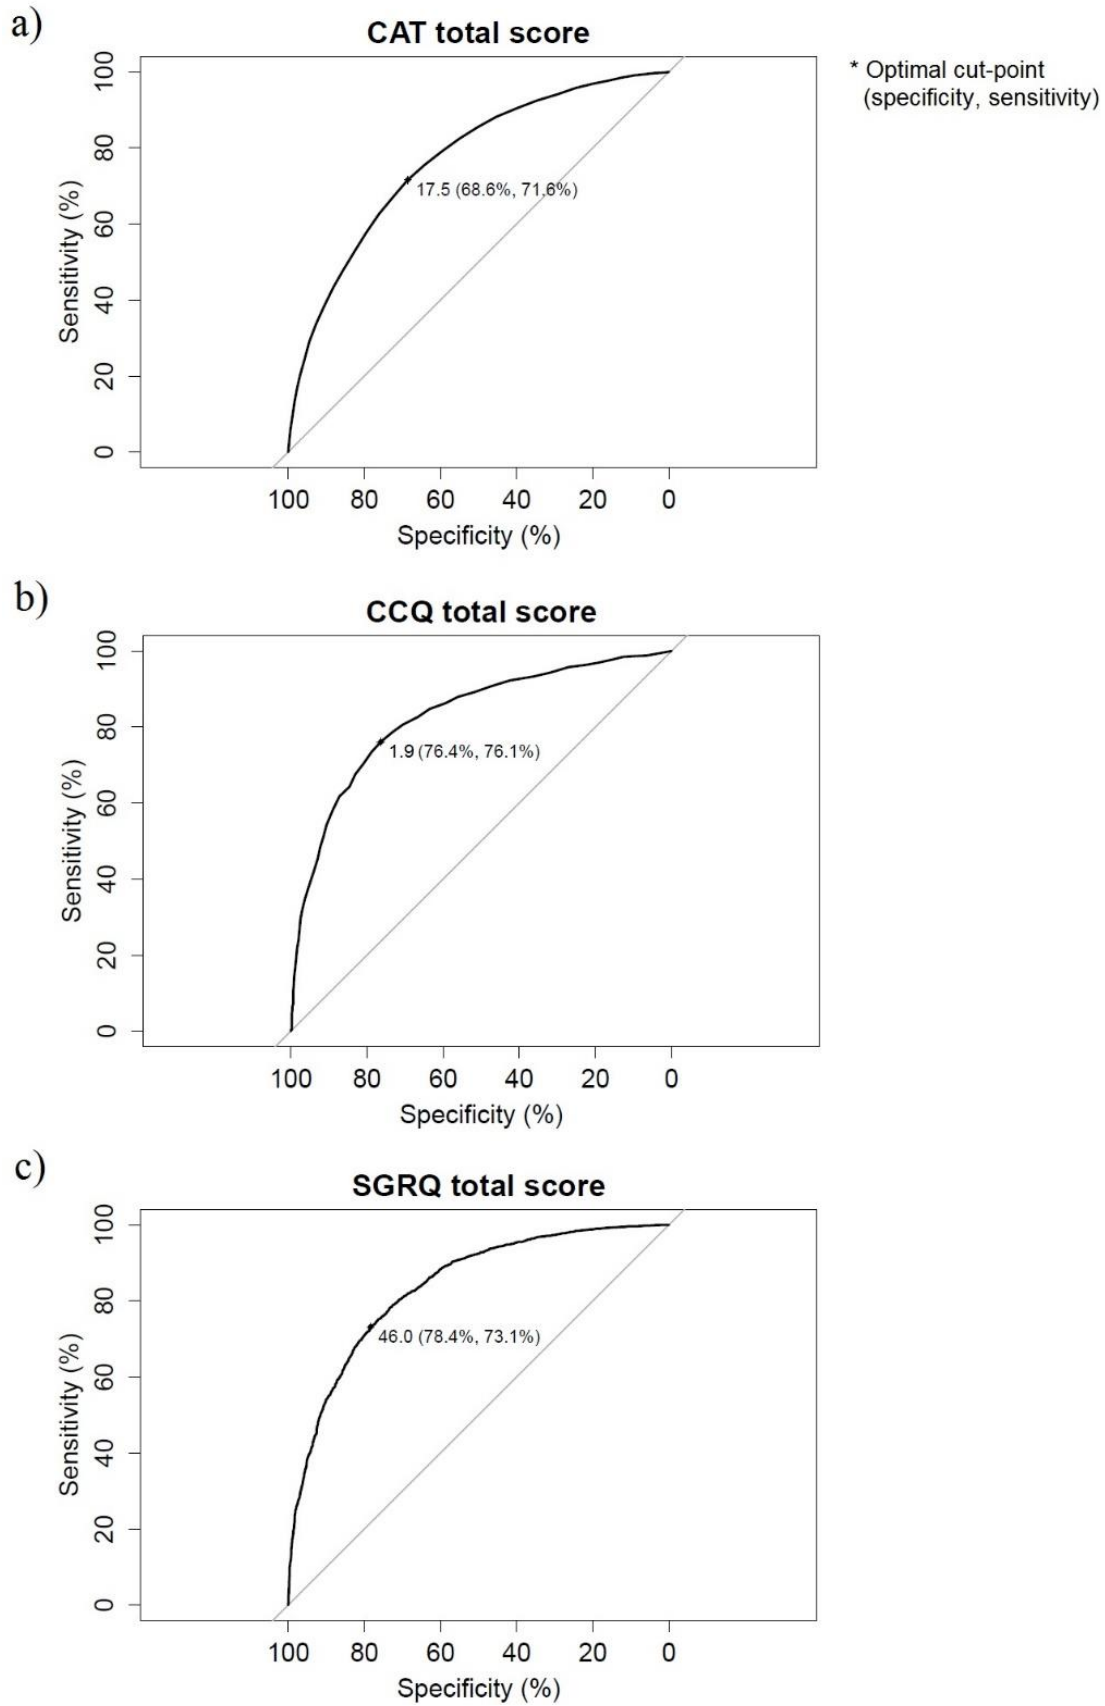 a)
CAT total score
* Optimal cut-point
(specificity, sensitivity)
100
80
60
40
20
0
Sensitivity (%)
17.5 (68.6%, 71.6%)
100 80 60 40 20 0
Specificity (%)
b)
CCQ total score
100
80
60
40
20
0
Sensitivity (%)
1.9 (76.4%, 76.1%)
100 80 60 40 20 0
Specificity (%)
c)
SGRQ total score
100
80
60
40
20
0
Sensitivity (%)
46.0 (78.4%, 73.1%)
100 80 60 40 20 0
Specificity (%)